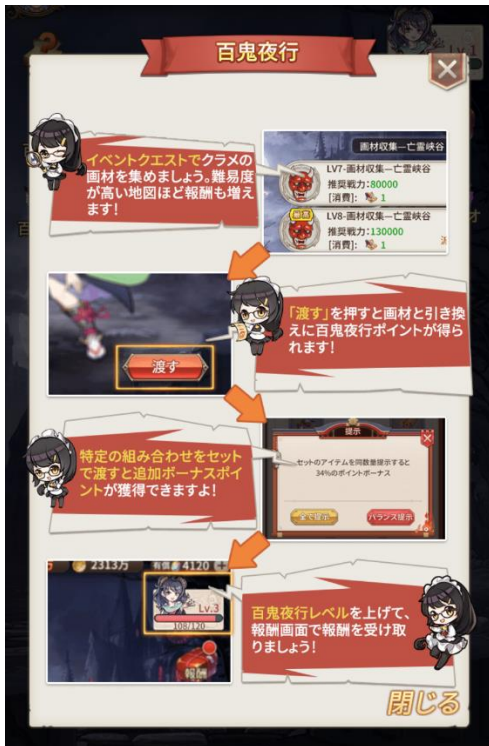 百鬼夜行
イベントクエストでクラメの
画材を集めましょう。難易度
が高い地図ほど報酬も増え
ます!
画材収集—亡霊峡谷
LV7-画材収集—亡霊峡谷
推奨戦力:80000
[消費]: 1
LV8-画材収集—亡霊峡谷
推奨戦力:130000
[消費]: 1
渡す
「渡す」を押すと画材と引き換
えに百鬼夜行ポイントが得ら
れます!
特定の組み合わせをセット
で渡すと追加ボーナスポイ
ントが獲得できますよ!
提示
セットのアイテムを同数量提示すると
34%のポイントボーナス
全て提示
バランス提示
2313万
有償 4120
Lv.3
108/120
報酬
百鬼夜行レベルを上げて、
報酬画面で報酬を受け取
りましょう!
閉じる